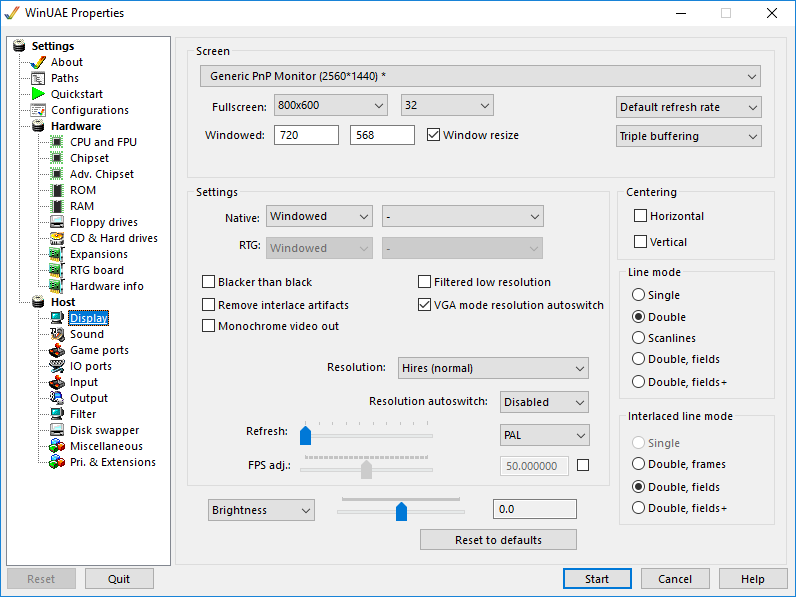 WinUAE Properties
Settings
About
Paths
Quickstart
Configurations
Hardware
CPU and FPU
Chipset
Adv. Chipset
ROM
RAM
Floppy drives
CD & Hard drives
Expansions
RTG board
Hardware info
Host
Display
Sound
Game ports
IO ports
Input
Output
Filter
Disk swapper
Miscellaneous
Pri. & Extensions
Screen
Generic PnP Monitor (2560*1440) *
Fullscreen: 800x600 32 Default refresh rate
Windowed: 720 568 Window resize Triple buffering
Settings
Native: Windowed -
RTG: Windowed -
Blacker than black Filtered low resolution
Remove interlace artifacts VGA mode resolution autoswitch
Monochrome video out
Resolution: Hires (normal)
Resolution autoswitch: Disabled
Refresh: PAL
FPS adj.: 50.000000
Brightness 0.0
Reset to defaults
Centering
Horizontal
Vertical
Line mode
Single
Double
Scanlines
Double, fields
Double, fields+
Interlaced line mode
Single
Double, frames
Double, fields
Double, fields+
Reset Quit Start Cancel Help